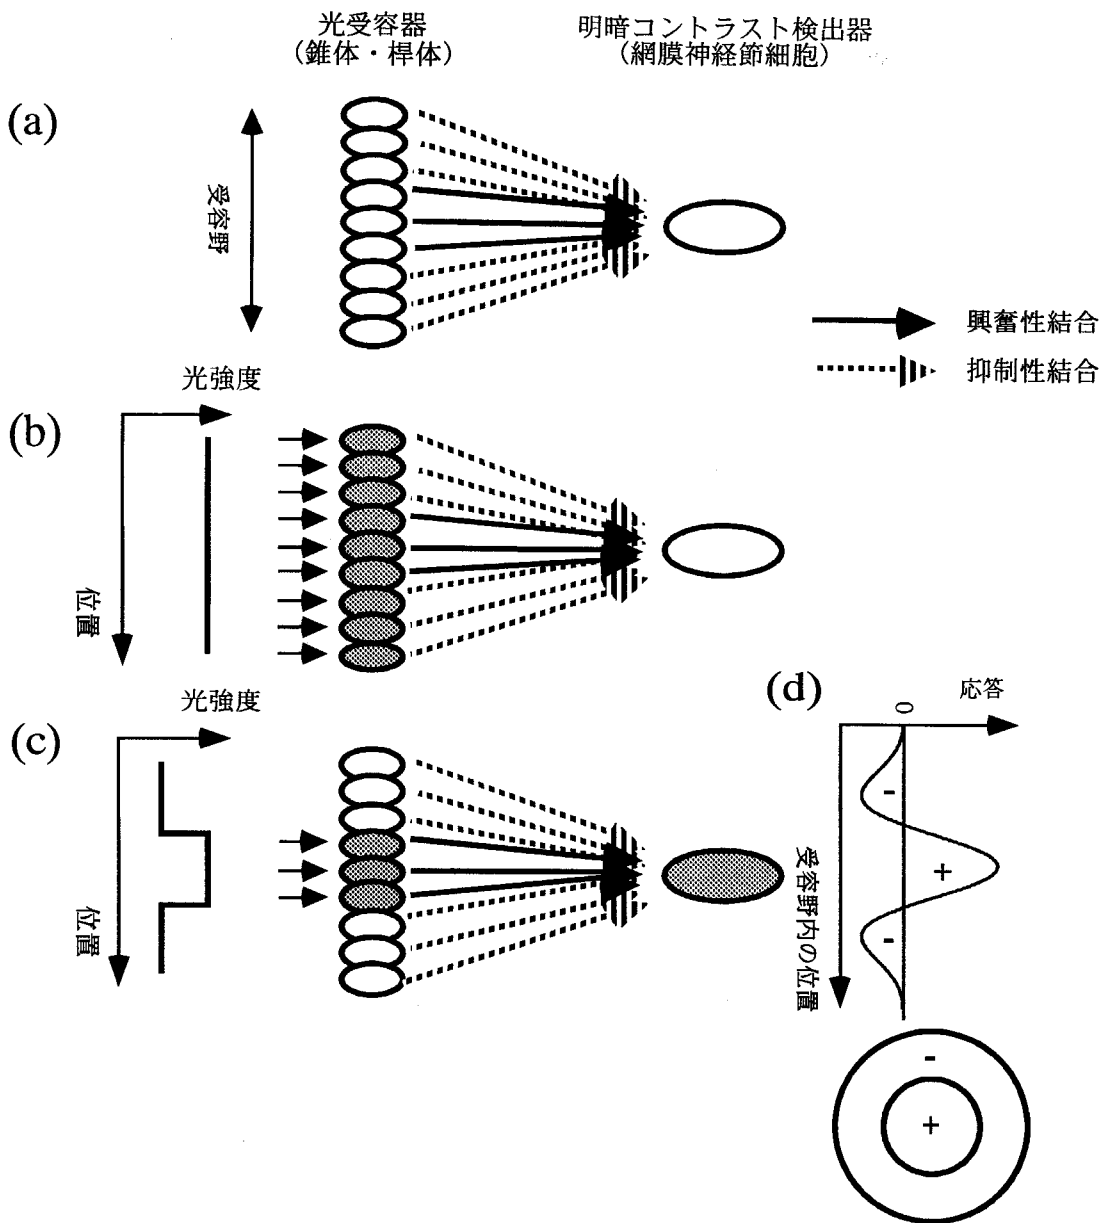 光受容器
(錐体・桿体)
明暗コントラスト検出器
(網膜神経節細胞)
(a)
受容野
興奮性結合
抑制性結合
光強度
(b)
位置
光強度
(c)
位置
(d)
応答
0
-
+
-
受容野内の位置
-
+